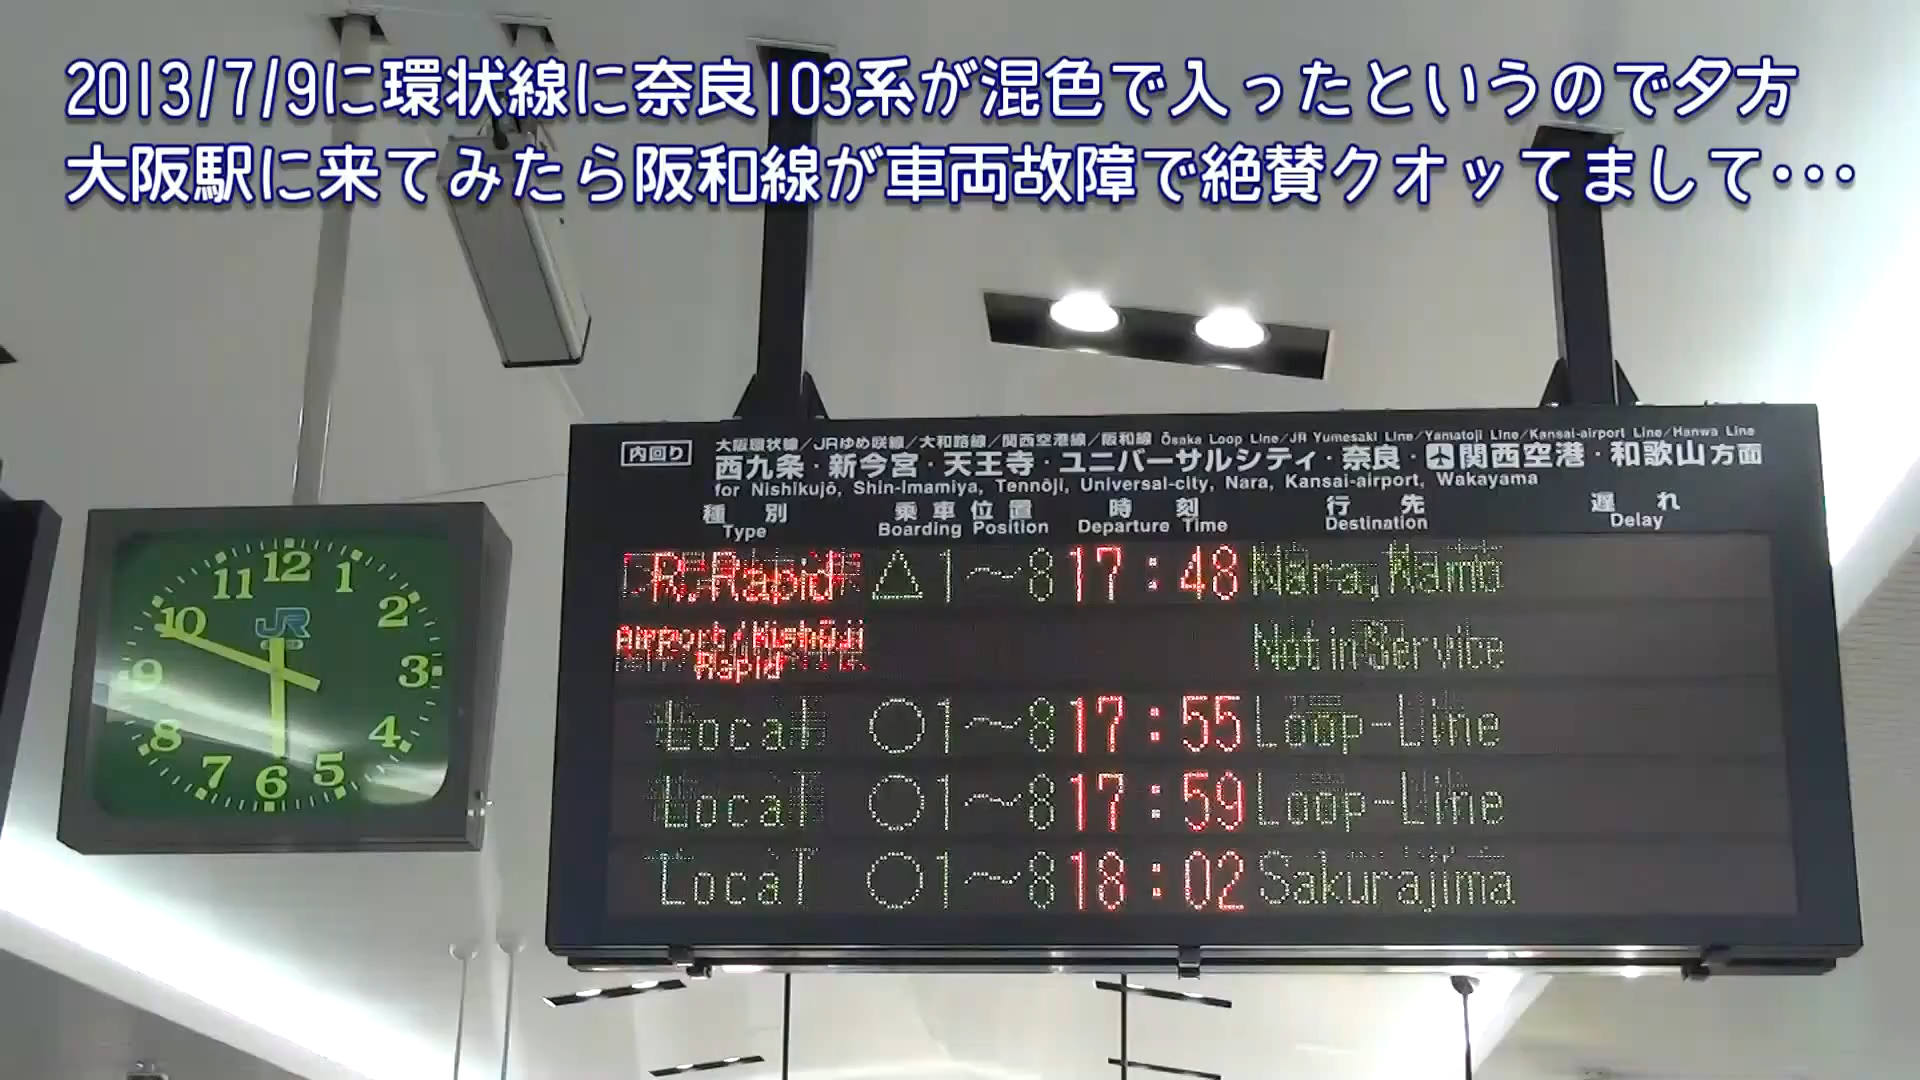 2013/7/9に環状線に奈良103系が混色で入ったというので夕方
大阪駅に来てみたら阪和線が車両故障で絶賛クオッてまして･･･
内回り
大阪環状線／JRゆめ咲線／大和路線／関西空港線／阪和線 Ōsaka Loop Line/JR Yumesaki Line/Yamatoji Line/Kansai-airport Line/Hanwa Line
西九条・新今宮・天王寺・ユニバーサルシティ・奈良・関西空港・和歌山方面
for Nishikujō, Shin-Imamiya, Tennōji, Universal-city, Nara, Kansai-airport, Wakayama
種別 乗車位置 時刻 行先 遅れ
Type Boarding Position Departure Time Destination Delay
R.Rapid △1～8 17:48 Nara,Kamo
Airport/Kishūji Rapid Not in Service
Local ○1～8 17:55 Loop-Line
Local ○1～8 17:59 Loop-Line
Local ○1～8 18:02 Sakurajima
JR
12
1
2
3
4
5
6
7
8
9
10
11